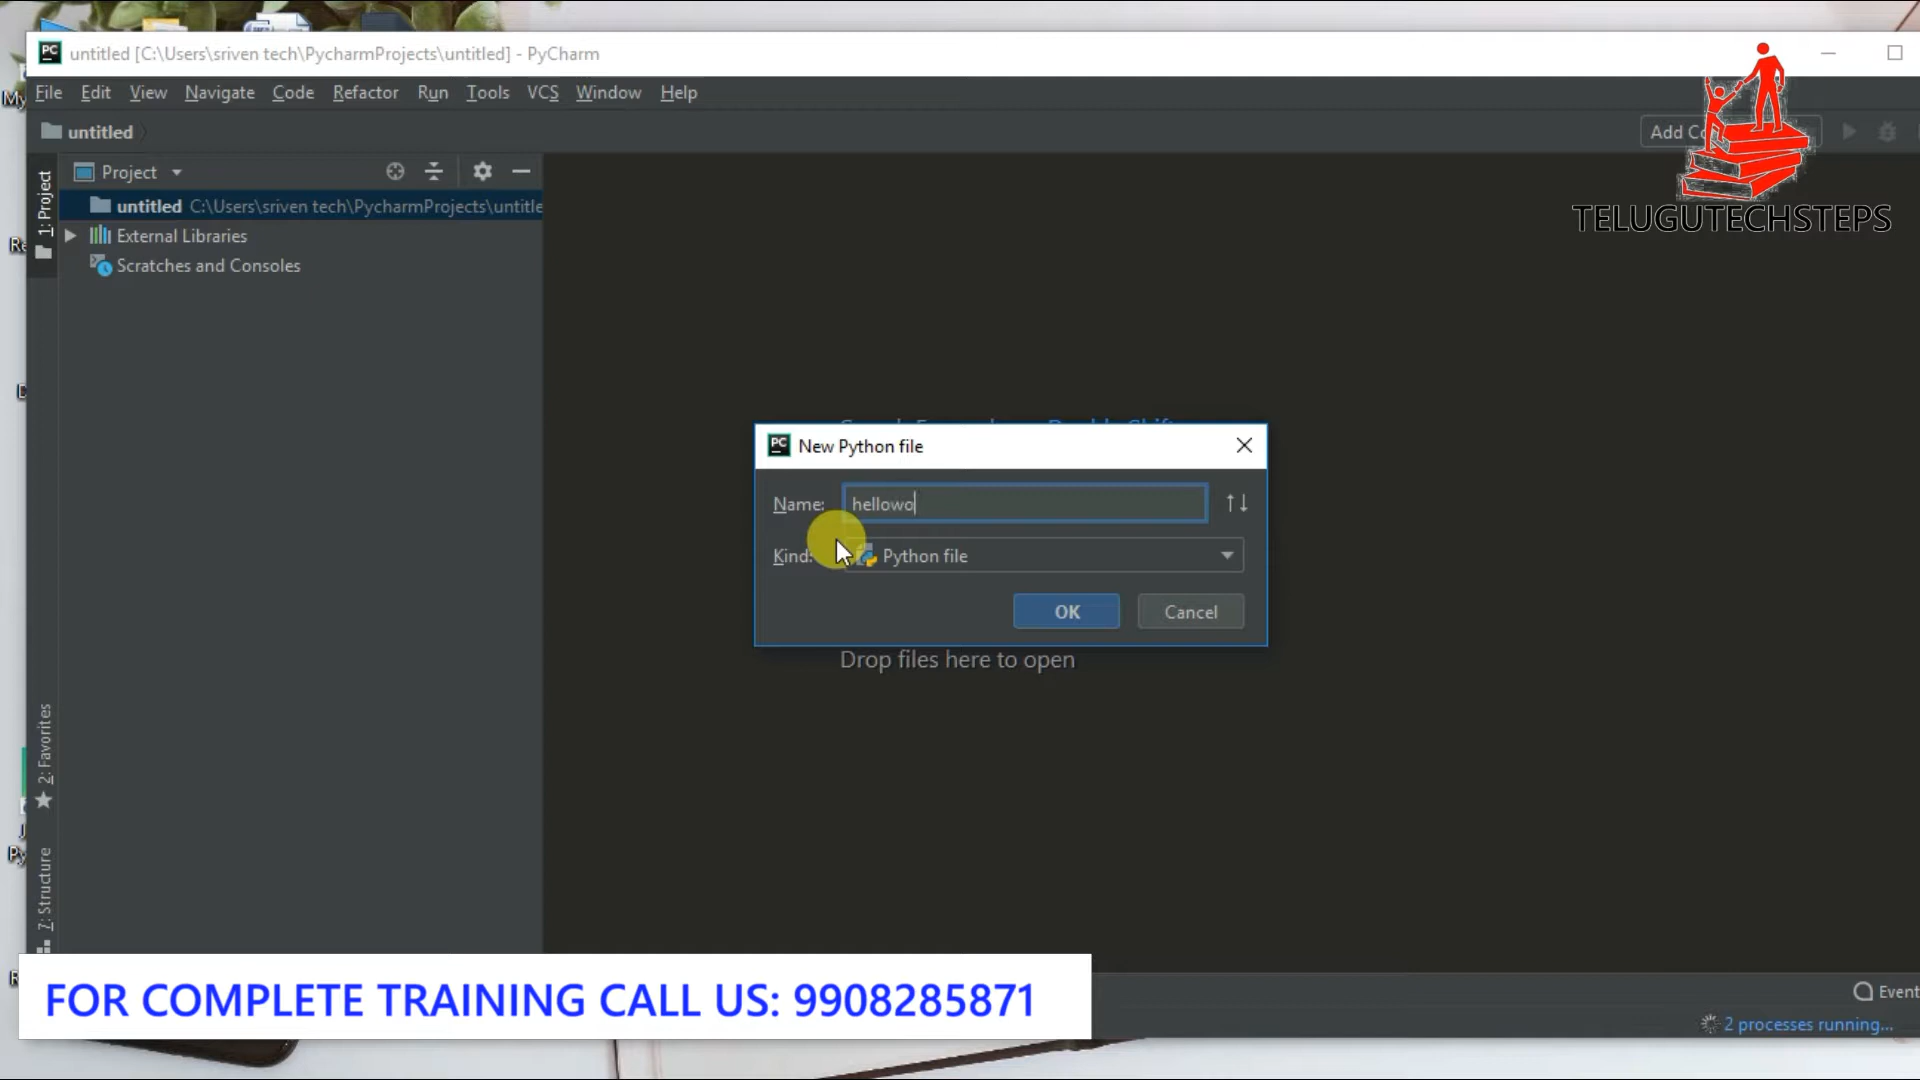 untitled [C:\Users\sriven tech\PycharmProjects\untitled] - PyCharm
File Edit View Navigate Code Refactor Run Tools VCS Window Help
untitled
Add Co
TELUGUTECHSTEPS
Project
1: Project
untitled C:\Users\sriven tech\PycharmProjects\untitle
External Libraries
Scratches and Consoles
New Python file
Name: hellowo
Kind: Python file
OK Cancel
Drop files here to open
2: Favorites
7: Structure
FOR COMPLETE TRAINING CALL US: 9908285871
Event
2 processes running...